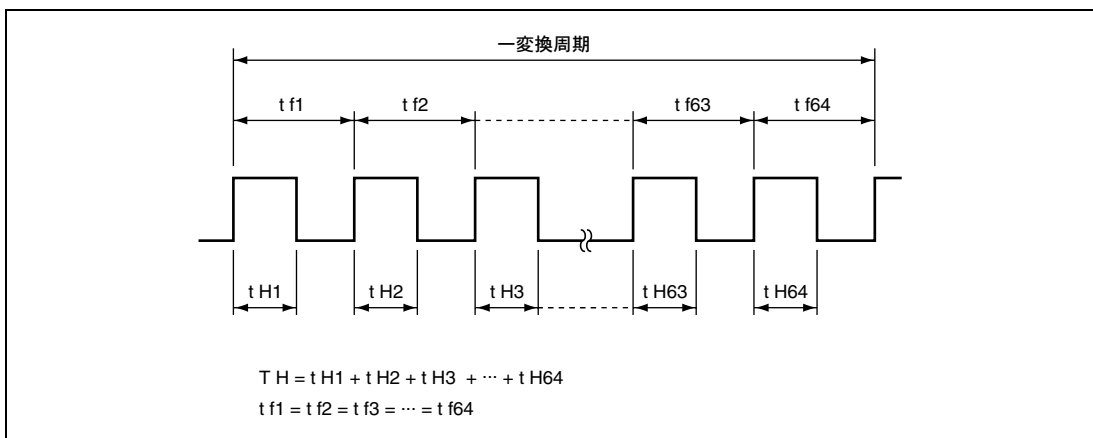 一変換周期
t f1 t f2 t f63 t f64
t H1 t H2 t H3 t H63 t H64
T H = t H1 + t H2 + t H3 + ··· + t H64
t f1 = t f2 = t f3 = ··· = t f64